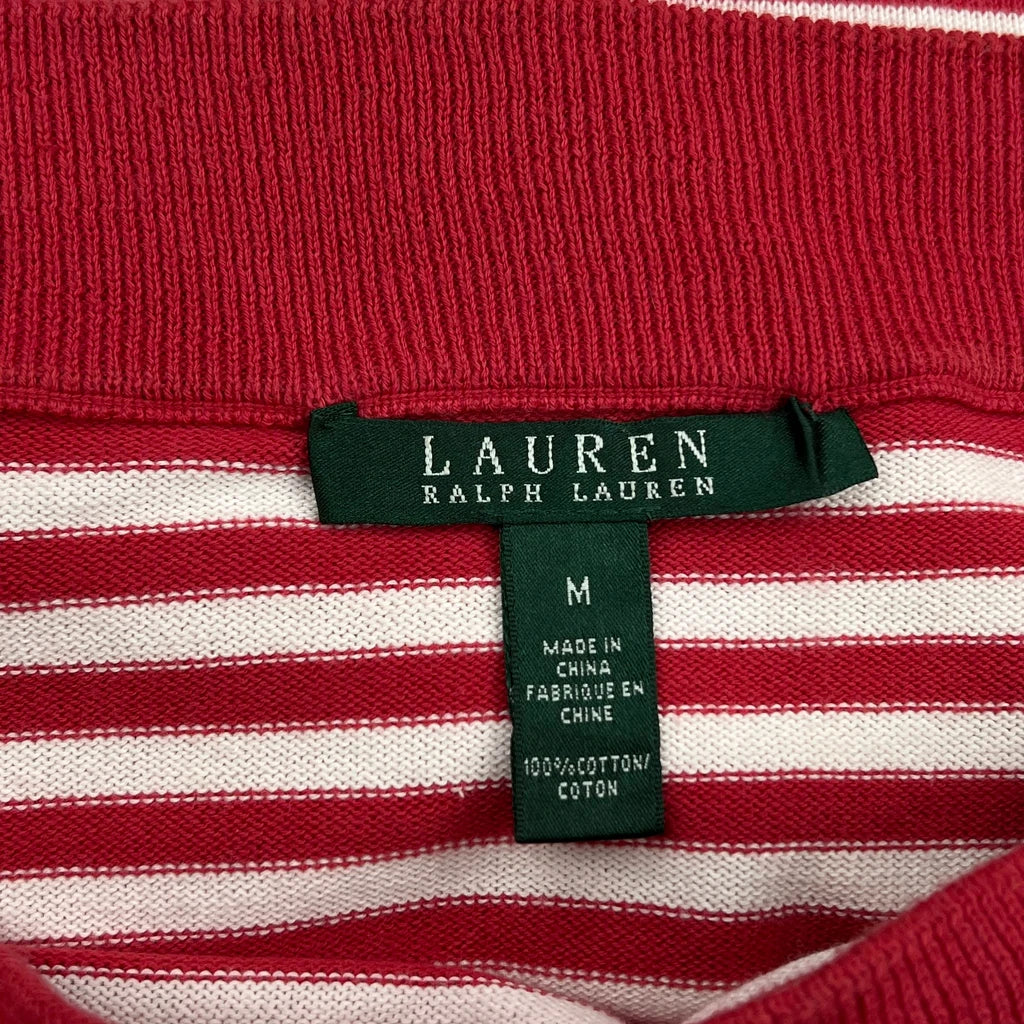 LAUREN
RALPH LAUREN
M
MADE IN
CHINA
FABRIQUE EN
CHINE
100%COTTON/
COTON